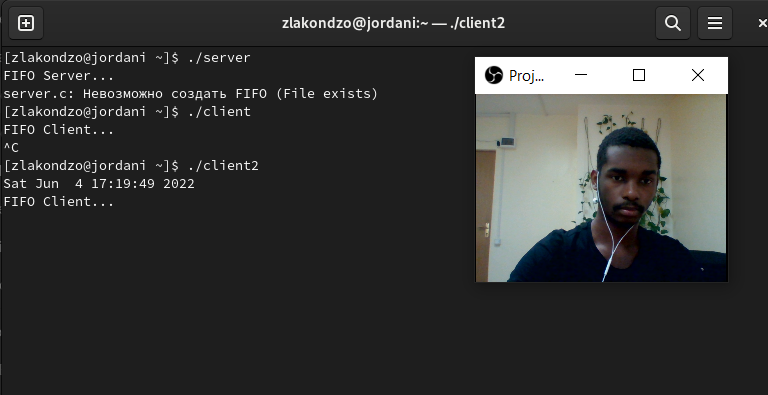 zlakondzo@jordani:~ — ./client2
[zlakondzo@jordani ~]$ ./server
FIFO Server...
server.c: Невозможно создать FIFO (File exists)
[zlakondzo@jordani ~]$ ./client
FIFO Client...
^C
[zlakondzo@jordani ~]$ ./client2
Sat Jun  4 17:19:49 2022
FIFO Client...
Proj...